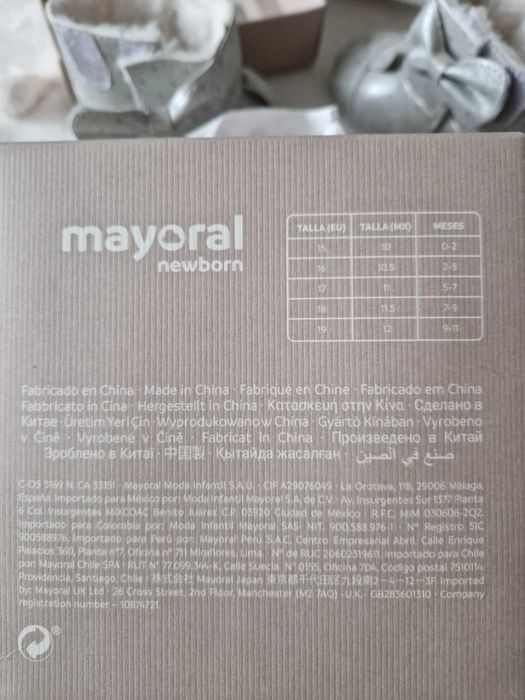 mayoral
newborn
TALLA (EU) TALLA (MX) MESES
15 10 0-2
16 10.5 2-5
17 11 5-7
18 11.5 7-9
19 12 9-11
Fabricado en China · Made in China · Fabriqué en Chine · Fabricado em China
Fabbricato in Cina · Hergestellt in China · Κατασκευή στην Κίνα · Сделано в
Китае Üretim Yeri Çin · Wyprodukowano w China · Gyártó Kínában · Vyrobeno
v Číně · Vyrobené v Číně · Fabricat in China · Произведено в Китай
Зроблено в Китаї · 中国製 · Қытайда жасалған · صنع في الصين
C-OS 3169 N. CA 33151 · Mayoral Moda Infantil S.A.U. · CIF A29076049 · La Orotava, 118, 29006 Málaga,
España. Importado para México por: Moda Infantil Mayoral S.A. de C.V. · Av. Insurgentes Sur 1377 Planta
6 Col. Insurgentes MIXCOAC Benito Juárez C.P. 03920 Ciudad de México · R.F.C. MIM 030606-2Q2.
Importado para Colombia por: Moda Infantil Mayoral SAS NIT. 900.588.976-1 · Nº Registro SIC
900588976. Importado para Perú por: Mayoral Peru S.A.C. Centro Empresarial Abril. Calle Enrique
Palacios 360, Planta nº7, Oficina nº 711 Miraflores, Lima.· Nº de RUC 20602319611. Importado para Chile
por: Mayoral Chile SPA · RUT Nº 77.099.344-K, Calle Suecia Nº 0155, Oficina 704, Código postal 7510114.
Providencia, Santiago, Chile · 株式会社 Mayoral Japan 東京都千代田区九段南2-4-12-3F Imported
by: Mayoral UK Ltd · 26 Cross Street, 2nd Floor, Manchester (M2 7AQ) ·U.K.· GB283601310 · Company
registration number – 10874721.
®